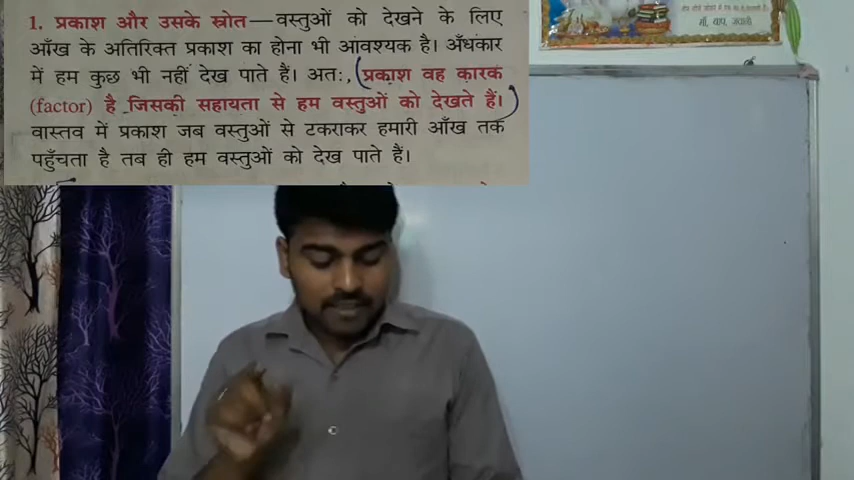 1. प्रकाश और उसके स्रोत—वस्तुओं को देखने के लिए
आँख के अतिरिक्त प्रकाश का होना भी आवश्यक है। अँधकार
में हम कुछ भी नहीं देख पाते हैं। अतः, प्रकाश वह कारक
(factor) है जिसकी सहायता से हम वस्तुओं को देखते हैं।
वास्तव में प्रकाश जब वस्तुओं से टकराकर हमारी आँख तक
पहुँचता है तब ही हम वस्तुओं को देख पाते हैं।